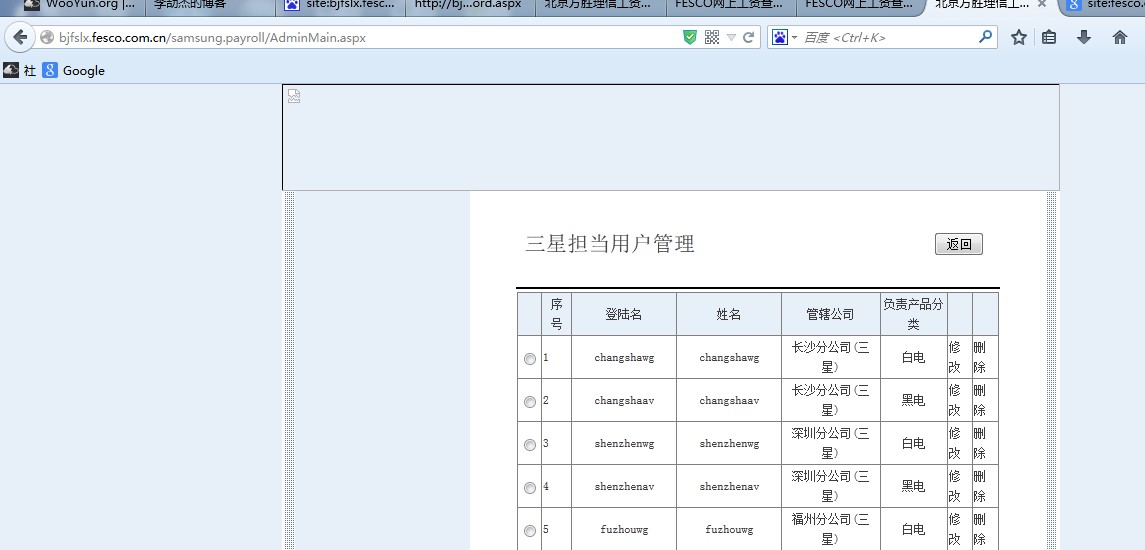 WooYun.org |... 李劼杰的博客 site:bjfslx.fesc... http://bj...ord.aspx 北京方胜理信工资... FESCO网上工资查... FESCO网上工资查... 北京方胜理信工... × site:fesco.
bjfslx.fesco.com.cn/samsung.payroll/AdminMain.aspx 百度 <Ctrl+K>
社 Google
三星担当用户管理 返回
序号 登陆名 姓名 管辖公司 负责产品分类
1 changshawg changshawg 长沙分公司(三星) 白电 修改 删除
2 changshaav changshaav 长沙分公司(三星) 黑电 修改 删除
3 shenzhenwg shenzhenwg 深圳分公司(三星) 白电 修改 删除
4 shenzhenav shenzhenav 深圳分公司(三星) 黑电 修改 删除
5 fuzhouwg fuzhouwg 福州分公司(三星) 白电 修改 删除